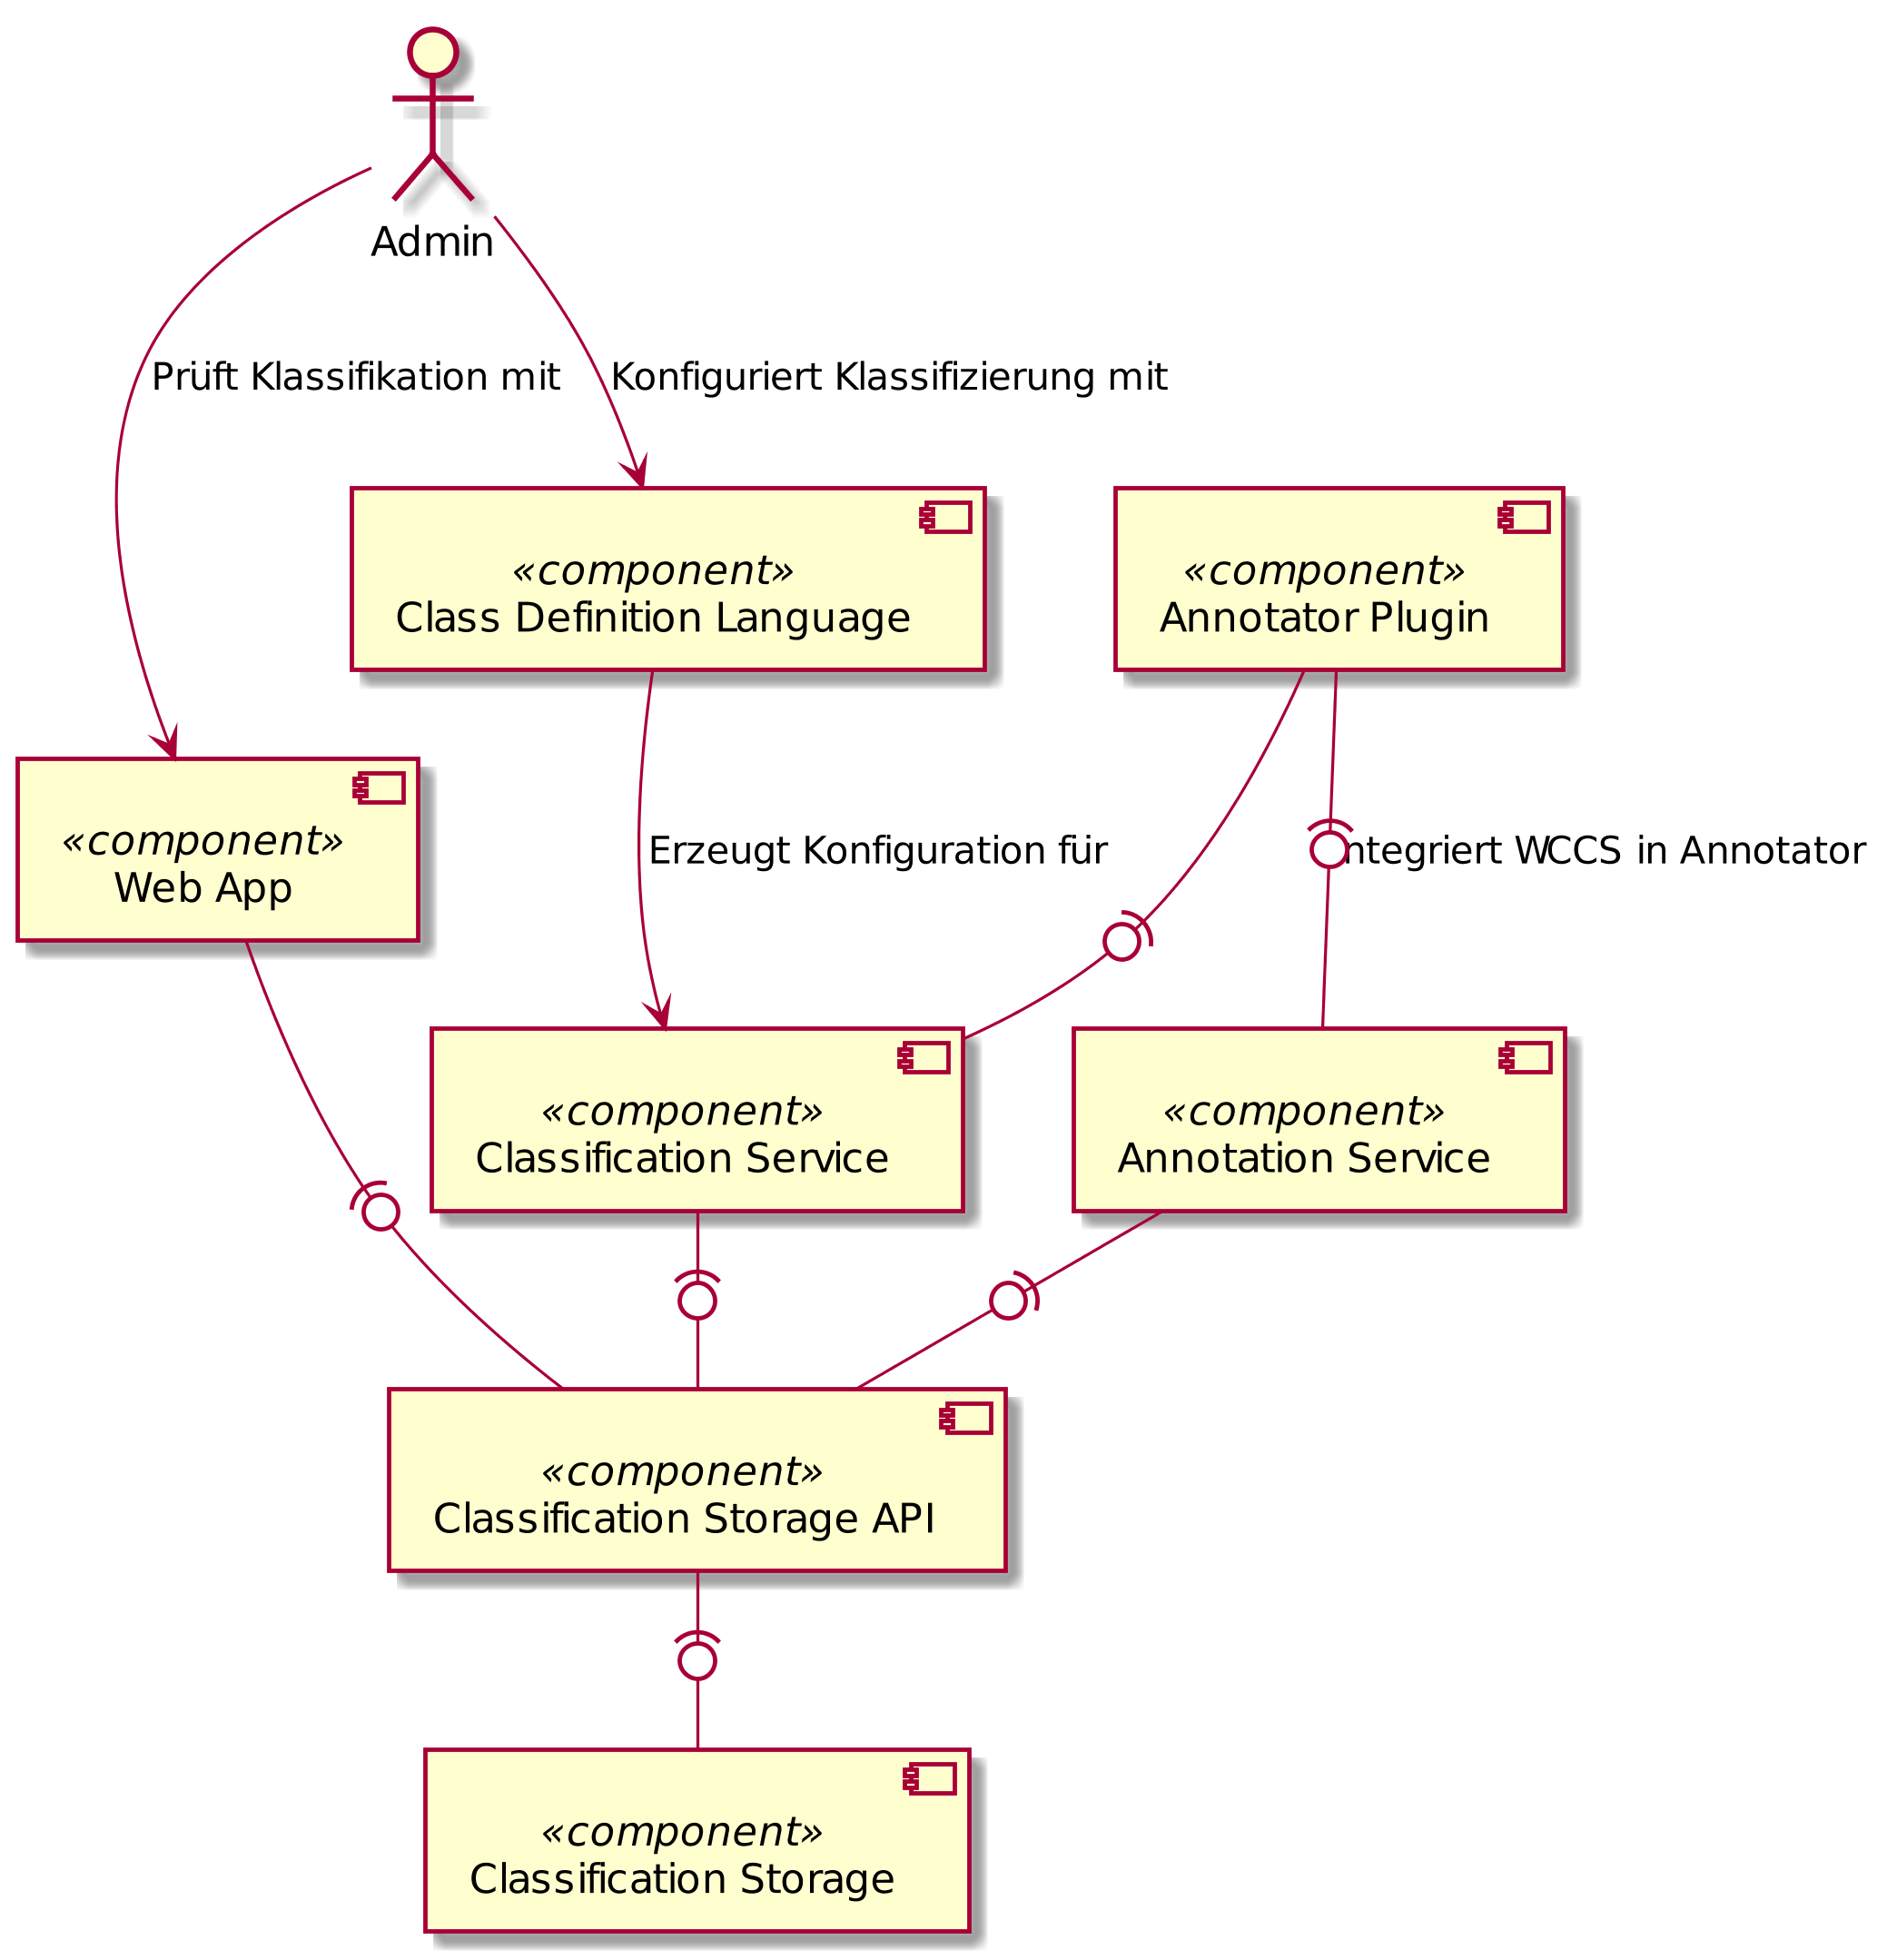 Admin
Prüft Klassifikation mit
Konfiguriert Klassifizierung mit
«component»
Class Definition Language
«component»
Annotator Plugin
«component»
Web App
Erzeugt Konfiguration für
Integriert WCCS in Annotator
«component»
Classification Service
«component»
Annotation Service
«component»
Classification Storage API
«component»
Classification Storage